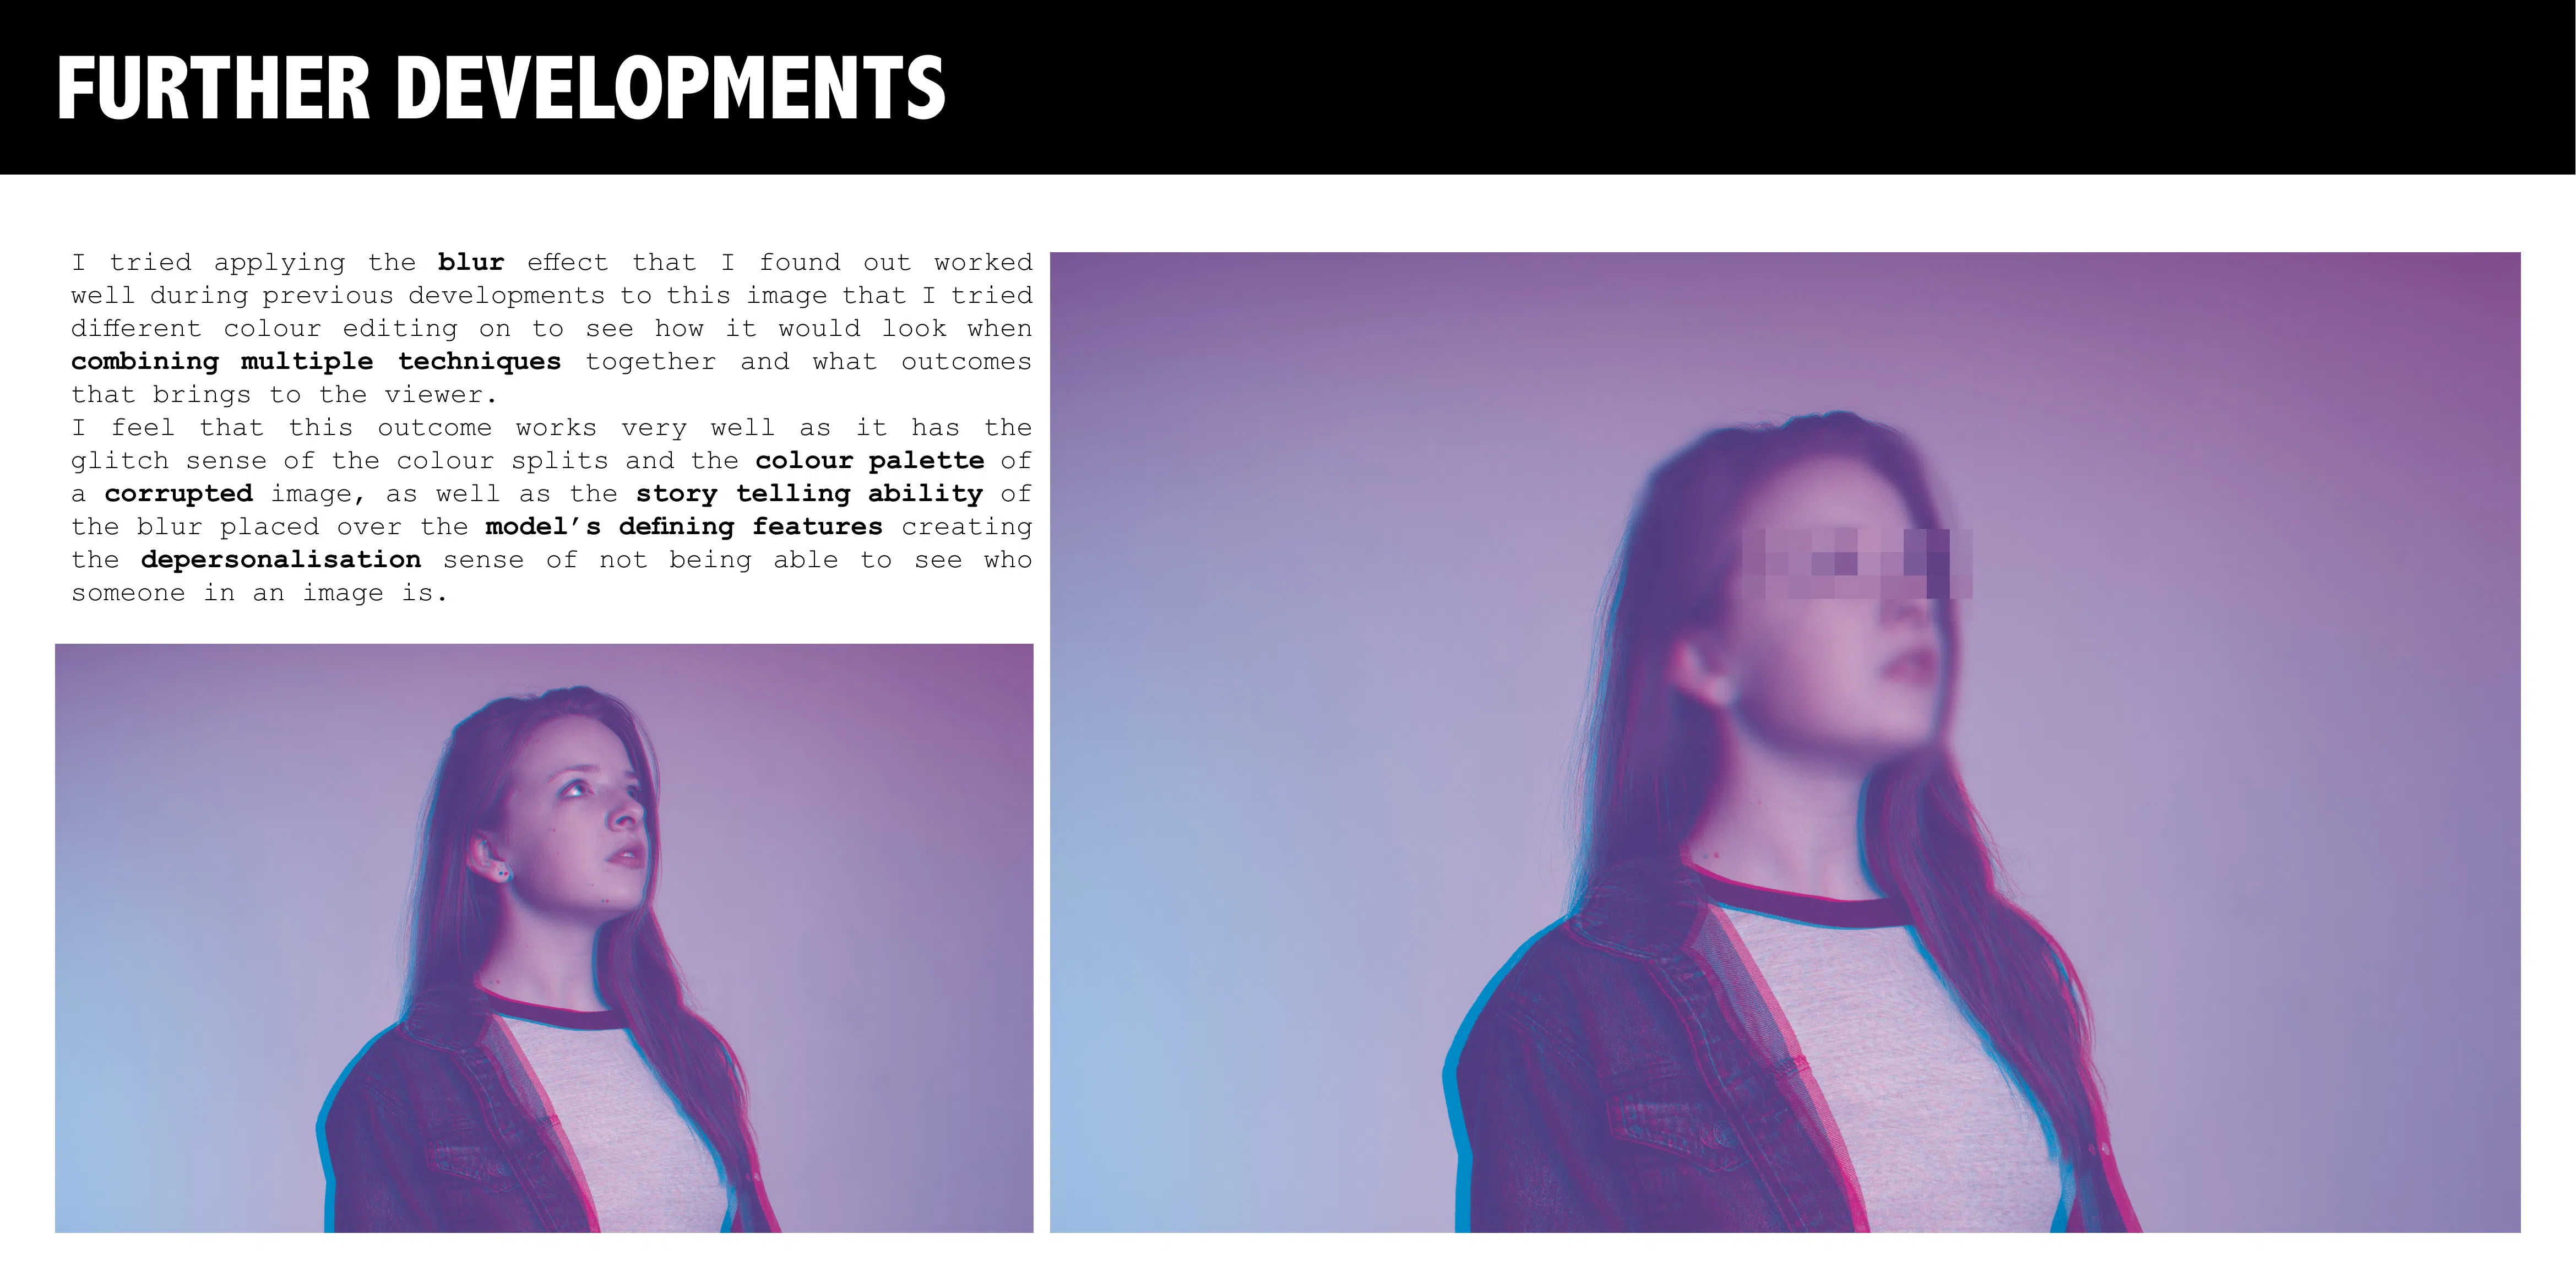 FURTHER DEVELOPMENTS
I tried applying the blur effect that I found out worked
well during previous developments to this image that I tried
different colour editing on to see how it would look when
combining multiple techniques together and what outcomes
that brings to the viewer.
I feel that this outcome works very well as it has the
glitch sense of the colour splits and the colour palette of
a corrupted image, as well as the story telling ability of
the blur placed over the model’s defining features creating
the depersonalisation sense of not being able to see who
someone in an image is.